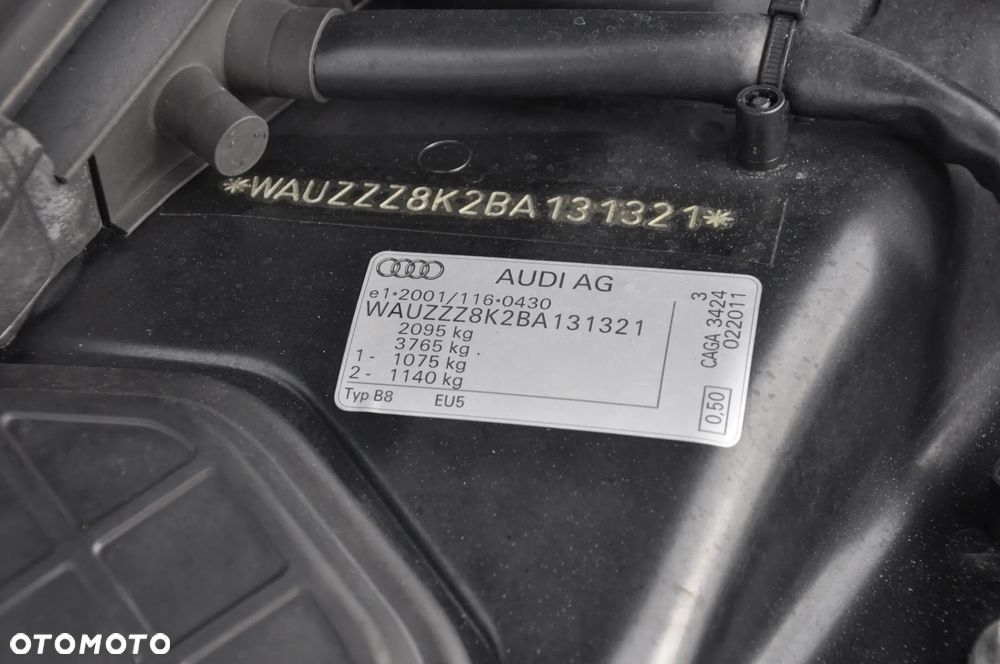 *WAUZZZ8K2BA131321*
AUDI AG
e1*2001/116*0430
WAUZZZ8K2BA131321
2095 kg
3765 kg
1- 1075 kg
2- 1140 kg
Typ B8 EU5
3
CAGA 3424
022011
0,50
OTOMOTO